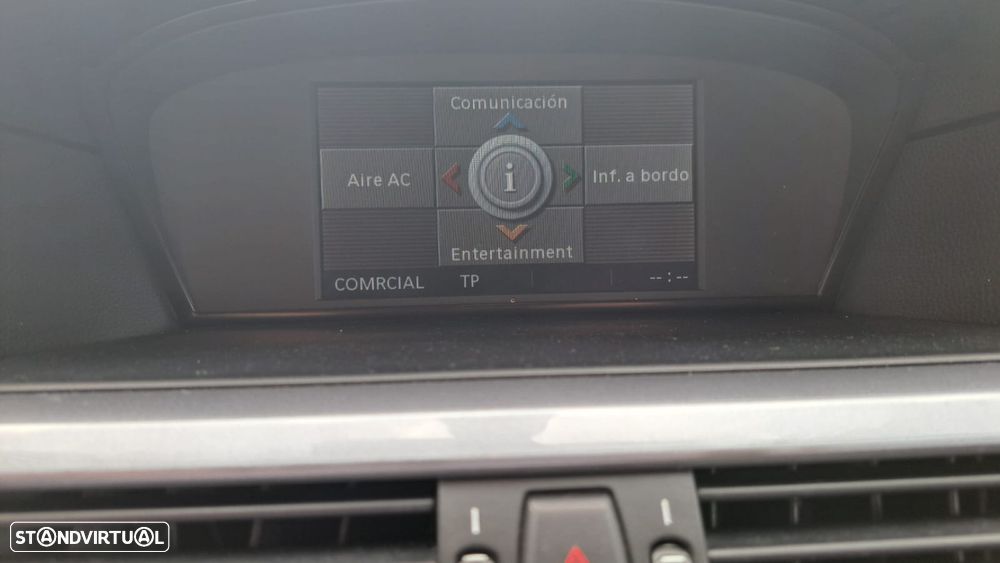 Comunicación
Aire AC
i
Inf. a bordo
Entertainment
COMRCIAL TP -- : --
STANDVIRTUAL